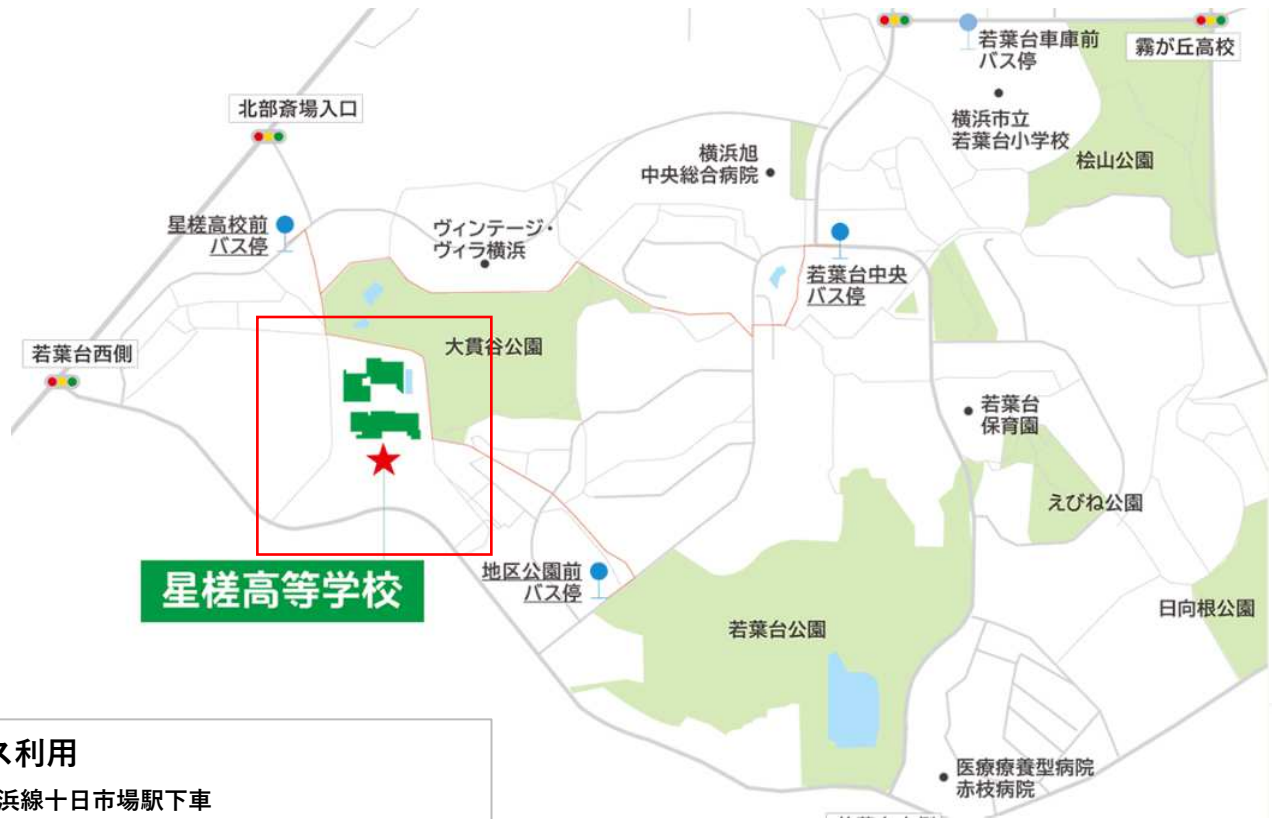 若葉台車庫前
バス停
霧が丘高校
北部斎場入口
横浜市立
若葉台小学校
横浜旭
中央総合病院
桧山公園
星槎高校前
バス停
ヴィンテージ・
ヴィラ横浜
若葉台中央
バス停
若葉台西側
大貫谷公園
若葉台
保育園
えびね公園
星槎高等学校
地区公園前
バス停
日向根公園
若葉台公園
ス利用
浜線十日市場駅下車
医療療養型病院
赤枝病院